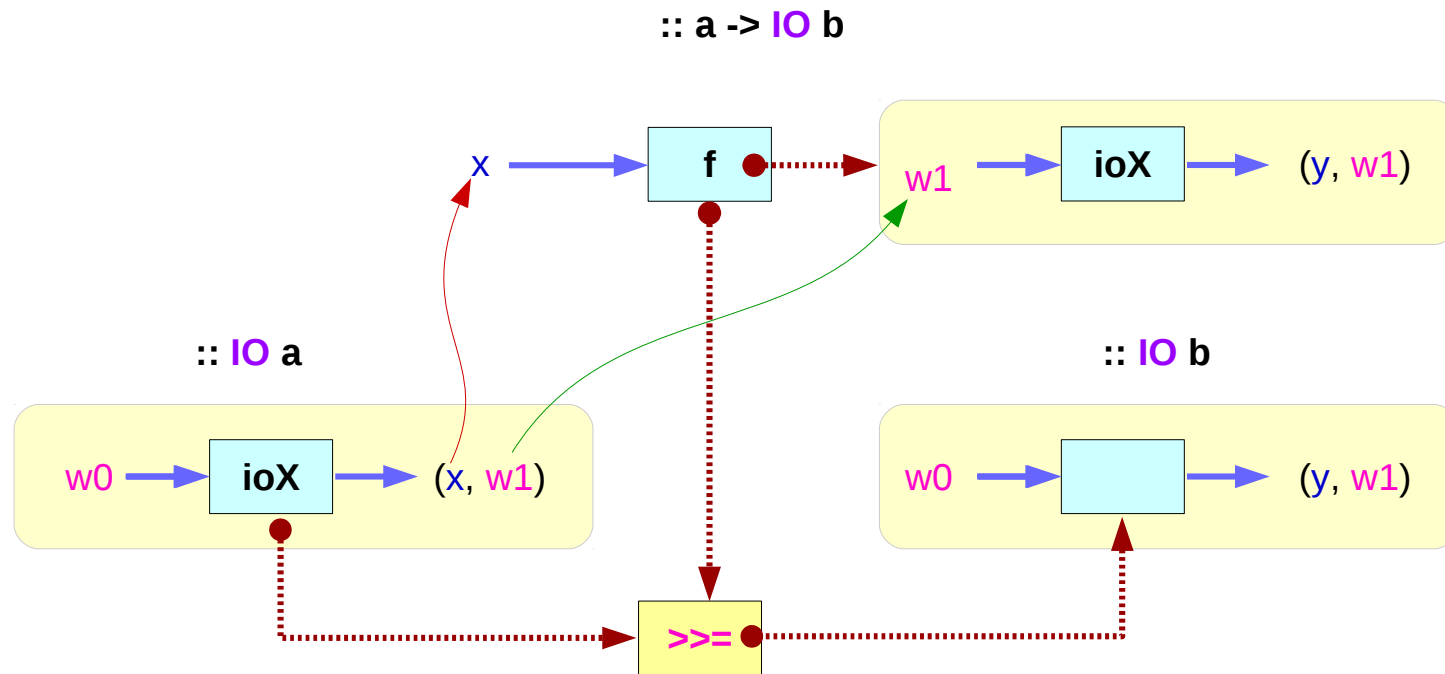 :: a -> IO b
x f w1 ioX (y, w1)
:: IO a :: IO b
w0 ioX (x, w1) w0 (y, w1)
>>=